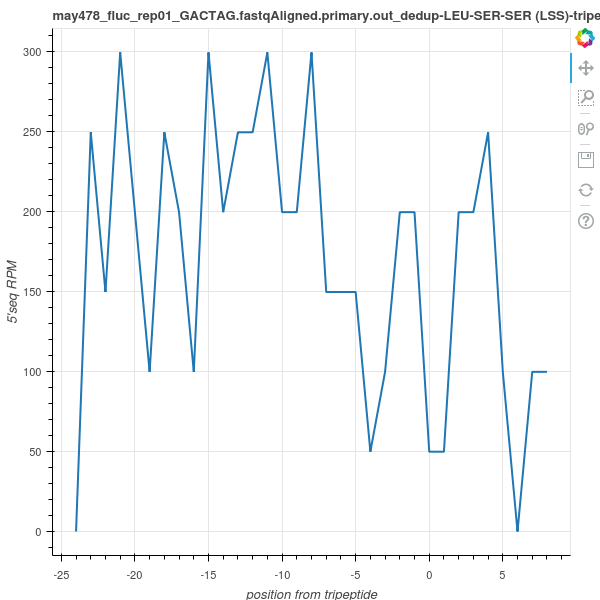 may478_fluc_rep01_GACTAG.fastqAligned.primary.out_dedup-LEU-SER-SER (LSS)-tripe
300
250
200
150
100
50
0
5'seq RPM
-25 -20 -15 -10 -5 0 5
position from tripeptide